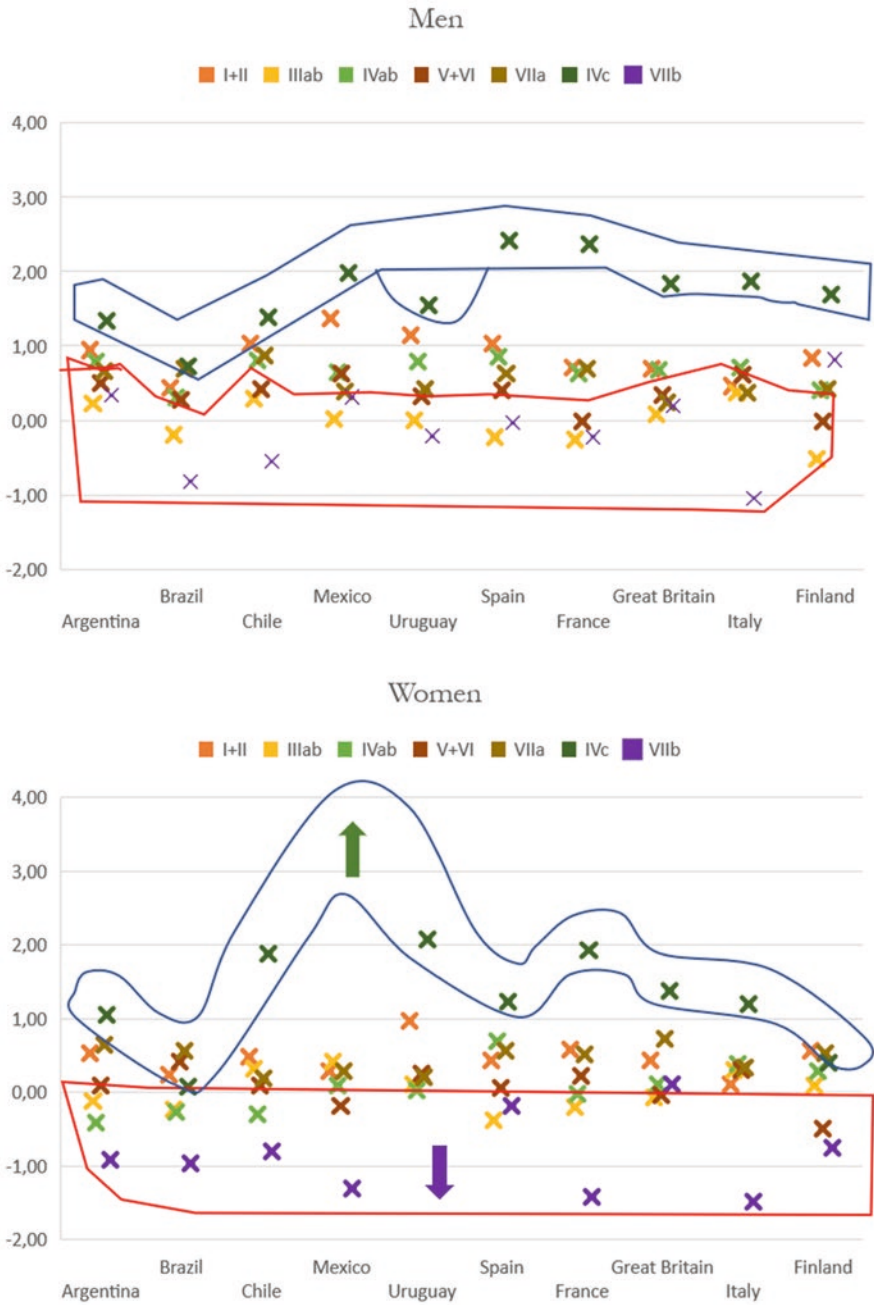 Men
I+II IIIab IVab V+VI VIIa IVc VIIb
4,00
3,00
2,00
1,00
0,00
-1,00
-2,00
Brazil Mexico Spain Great Britain Finland
Argentina Chile Uruguay France Italy
Women
I+II IIIab IVab V+VI VIIa IVc VIIb
4,00
3,00
2,00
1,00
0,00
-1,00
-2,00
Brazil Mexico Spain Great Britain Finland
Argentina Chile Uruguay France Italy